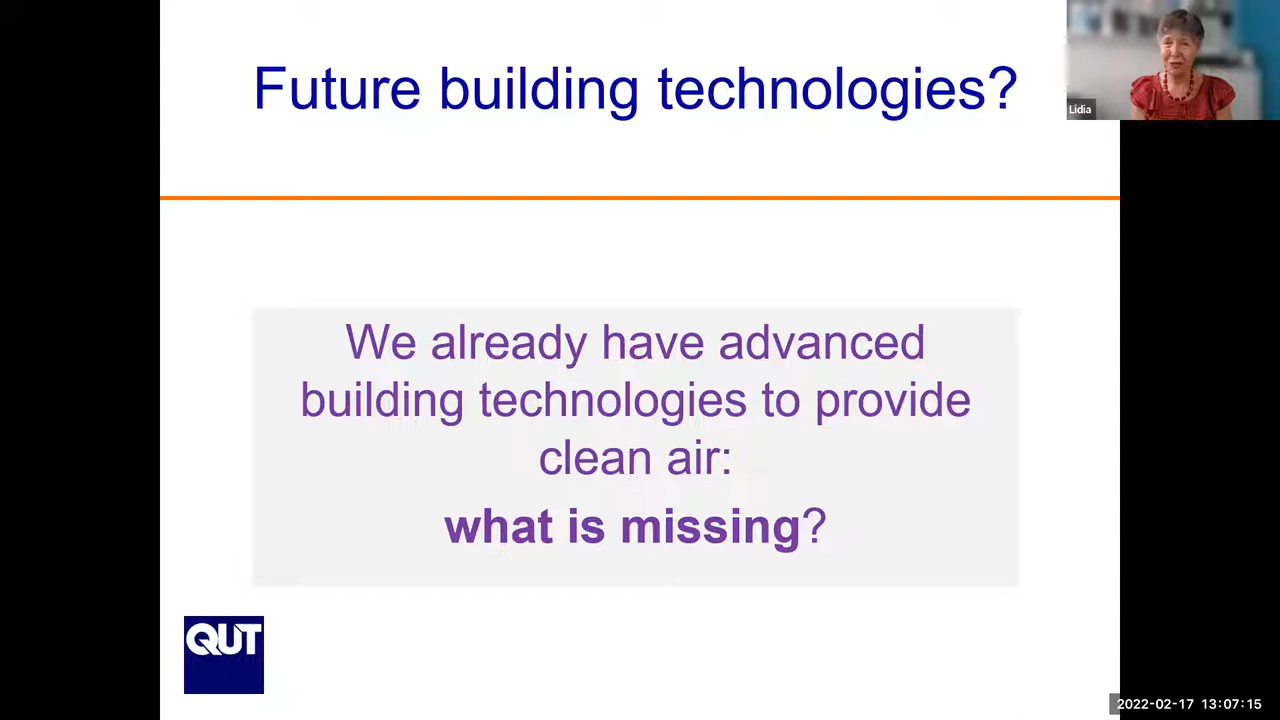 Future building technologies?
Lidia
We already have advanced
building technologies to provide
clean air:
what is missing?
QUT
2022-02-17 13:07:15